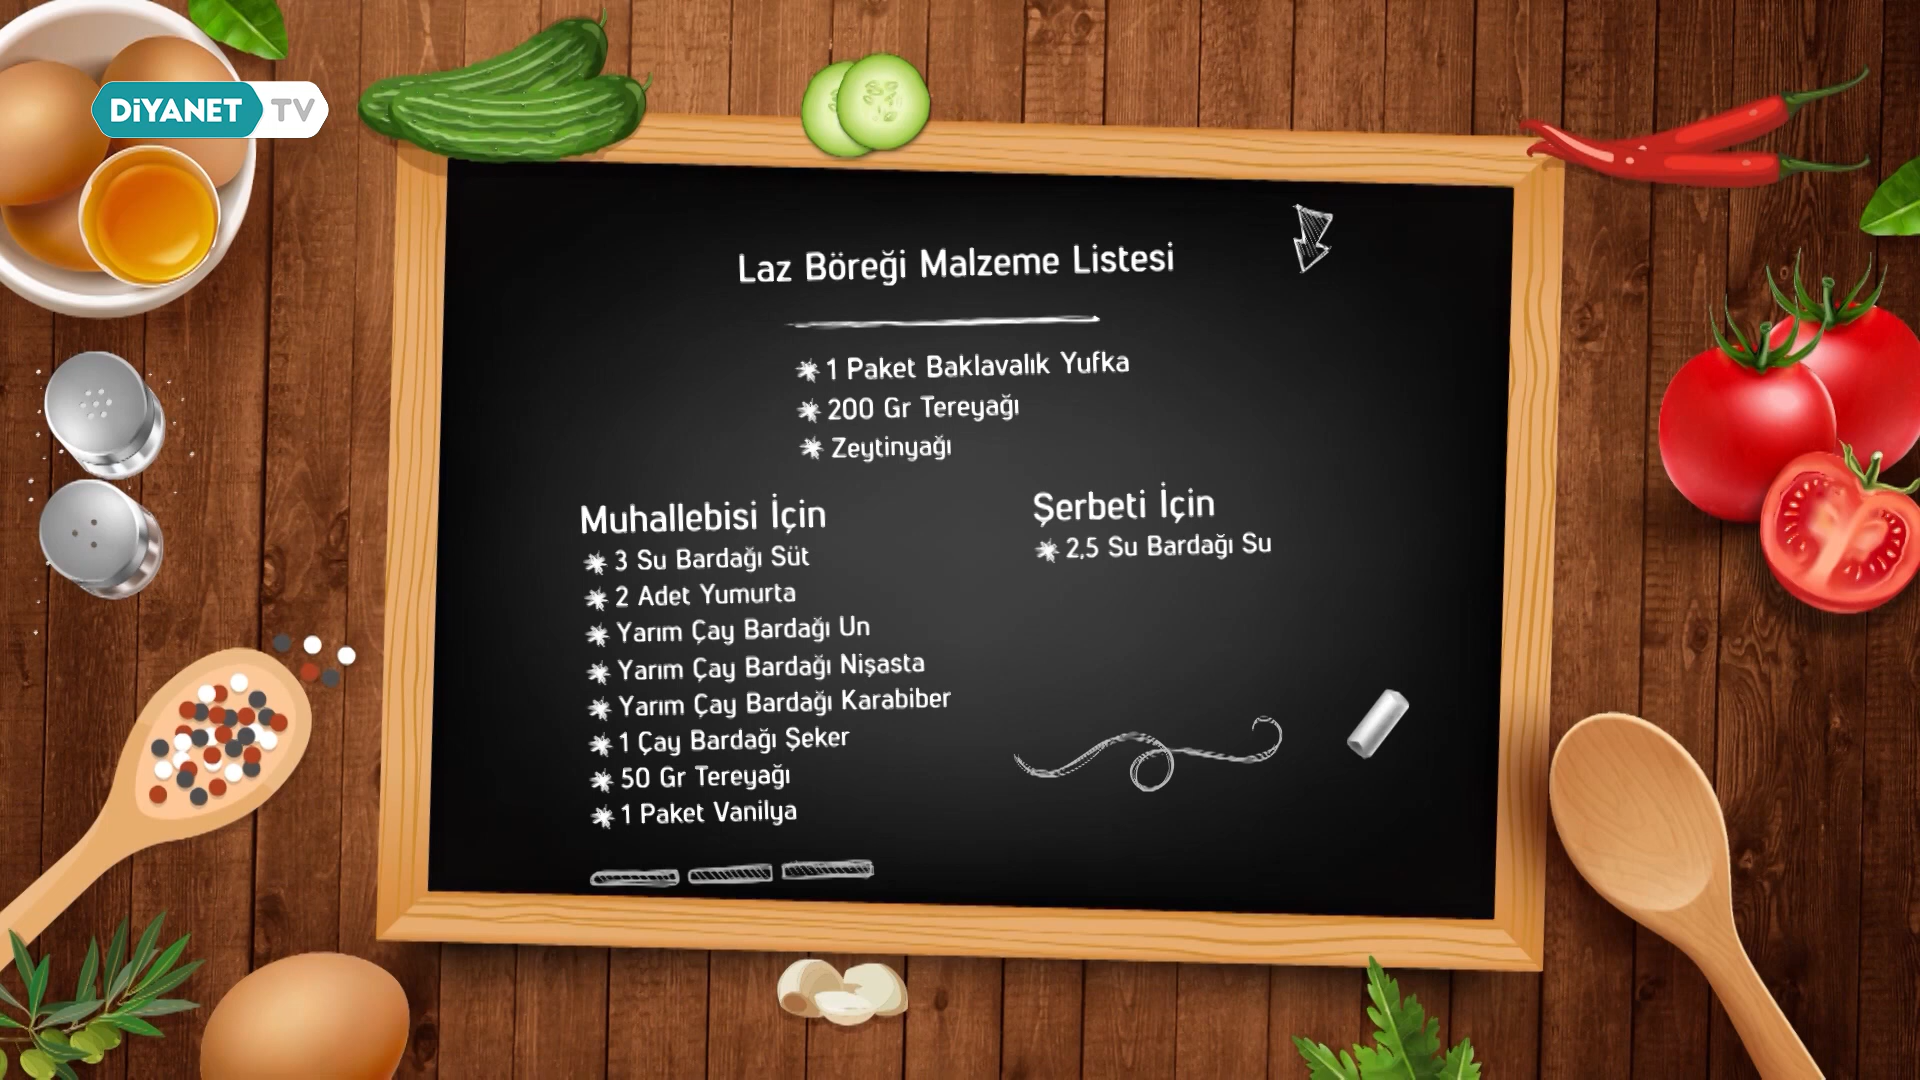 DİYANET TV
Laz Böreği Malzeme Listesi
1 Paket Baklavalık Yufka
200 Gr Tereyağı
Zeytinyağı
Muhallebisi İçin
3 Su Bardağı Süt
2 Adet Yumurta
Yarım Çay Bardağı Un
Yarım Çay Bardağı Nişasta
Yarım Çay Bardağı Karabiber
1 Çay Bardağı Şeker
50 Gr Tereyağı
1 Paket Vanilya
Şerbeti İçin
2,5 Su Bardağı Su